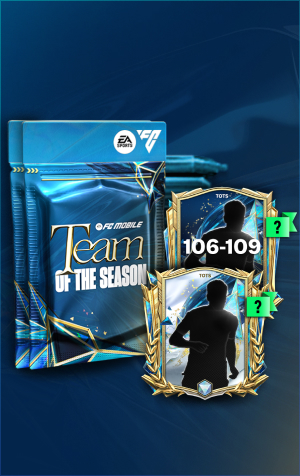 EA
SPORTS
FC
FC MOBILE
Team
OF THE SEASON
TOTS
106-109
?
TOTS
?